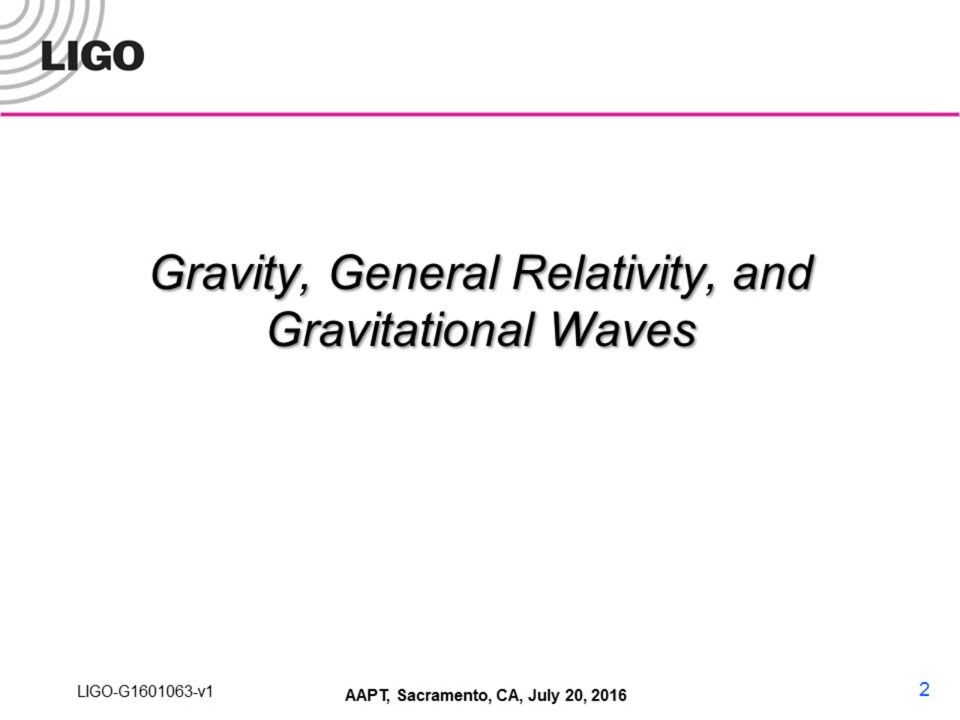 LIGO
Gravity, General Relativity, and
Gravitational Waves
LIGO-G1601063-v1
AAPT, Sacramento, CA, July 20, 2016
2